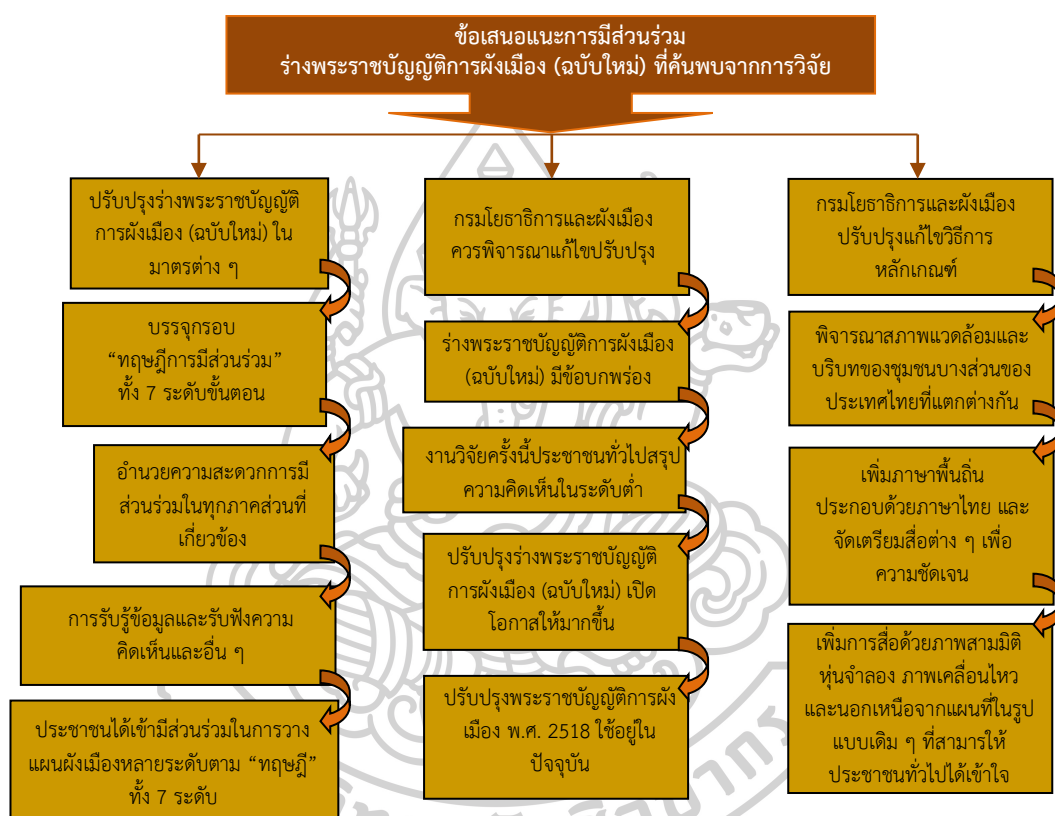 ข้อเสนอแนะการมีส่วนร่วม
ร่างพระราชบัญญัติการผังเมือง (ฉบับใหม่) ที่ค้นพบจากการวิจัย
ปรับปรุงร่างพระราชบัญญัติ
การผังเมือง (ฉบับใหม่) ใน
มาตรต่าง ๆ
บรรจุกรอบ
“ทฤษฎีการมีส่วนร่วม”
ทั้ง 7 ระดับขั้นตอน
อำนวยความสะดวกการมี
ส่วนร่วมในทุกภาคส่วนที่
เกี่ยวข้อง
การรับรู้ข้อมูลและรับฟังความ
คิดเห็นและอื่น ๆ
ประชาชนได้เข้ามีส่วนร่วมในการวาง
แผนผังเมืองหลายระดับตาม “ทฤษฎี”
ทั้ง 7 ระดับ
กรมโยธาธิการและผังเมือง
ควรพิจารณาแก้ไขปรับปรุง
ร่างพระราชบัญญัติการผังเมือง
(ฉบับใหม่) มีข้อบกพร่อง
งานวิจัยครั้งนี้ประชาชนทั่วไปสรุป
ความคิดเห็นในระดับต่ำ
ปรับปรุงร่างพระราชบัญญัติ
การผังเมือง (ฉบับใหม่) เปิด
โอกาสให้มากขึ้น
ปรับปรุงพระราชบัญญัติการผัง
เมือง พ.ศ. 2518 ใช้อยู่ใน
ปัจจุบัน
กรมโยธาธิการและผังเมือง
ปรับปรุงแก้ไขวิธีการ
หลักเกณฑ์
พิจารณาสภาพแวดล้อมและ
บริบทของชุมชนบางส่วนของ
ประเทศไทยที่แตกต่างกัน
เพิ่มภาษาพื้นถิ่น
ประกอบด้วยภาษาไทย และ
จัดเตรียมสื่อต่าง ๆ เพื่อ
ความชัดเจน
เพิ่มการสื่อด้วยภาพสามมิติ
หุ่นจำลอง ภาพเคลื่อนไหว
และนอกเหนือจากแผนที่ในรูป
แบบเดิม ๆ ที่สามารให้
ประชาชนทั่วไปได้เข้าใจ